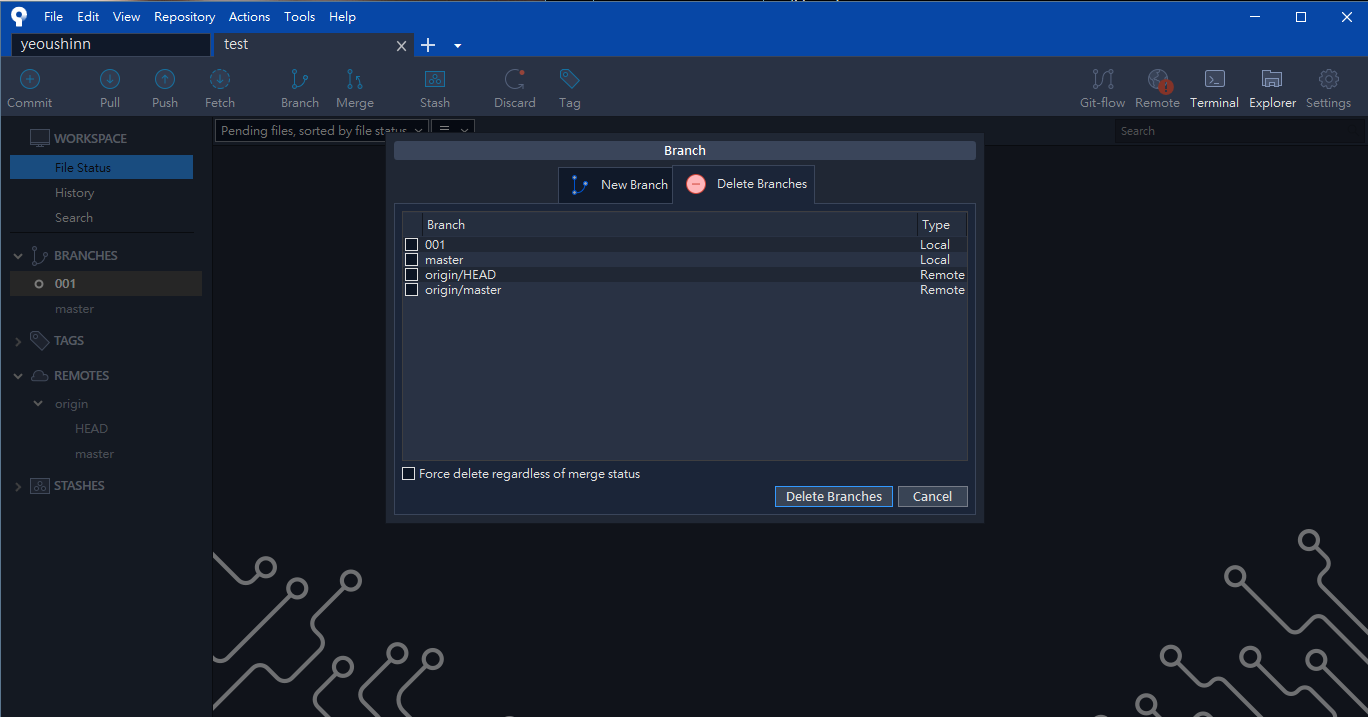 File Edit View Repository Actions Tools Help
yeoushinn test
Commit Pull Push Fetch Branch Merge Stash Discard Tag Git-flow Remote Terminal Explorer Settings
WORKSPACE
File Status
History
Search
BRANCHES
001
master
TAGS
REMOTES
origin
HEAD
master
STASHES
Pending files, sorted by file status
Search
Branch
New Branch Delete Branches
Branch Type
001 Local
master Local
origin/HEAD Remote
origin/master Remote
Force delete regardless of merge status
Delete Branches Cancel